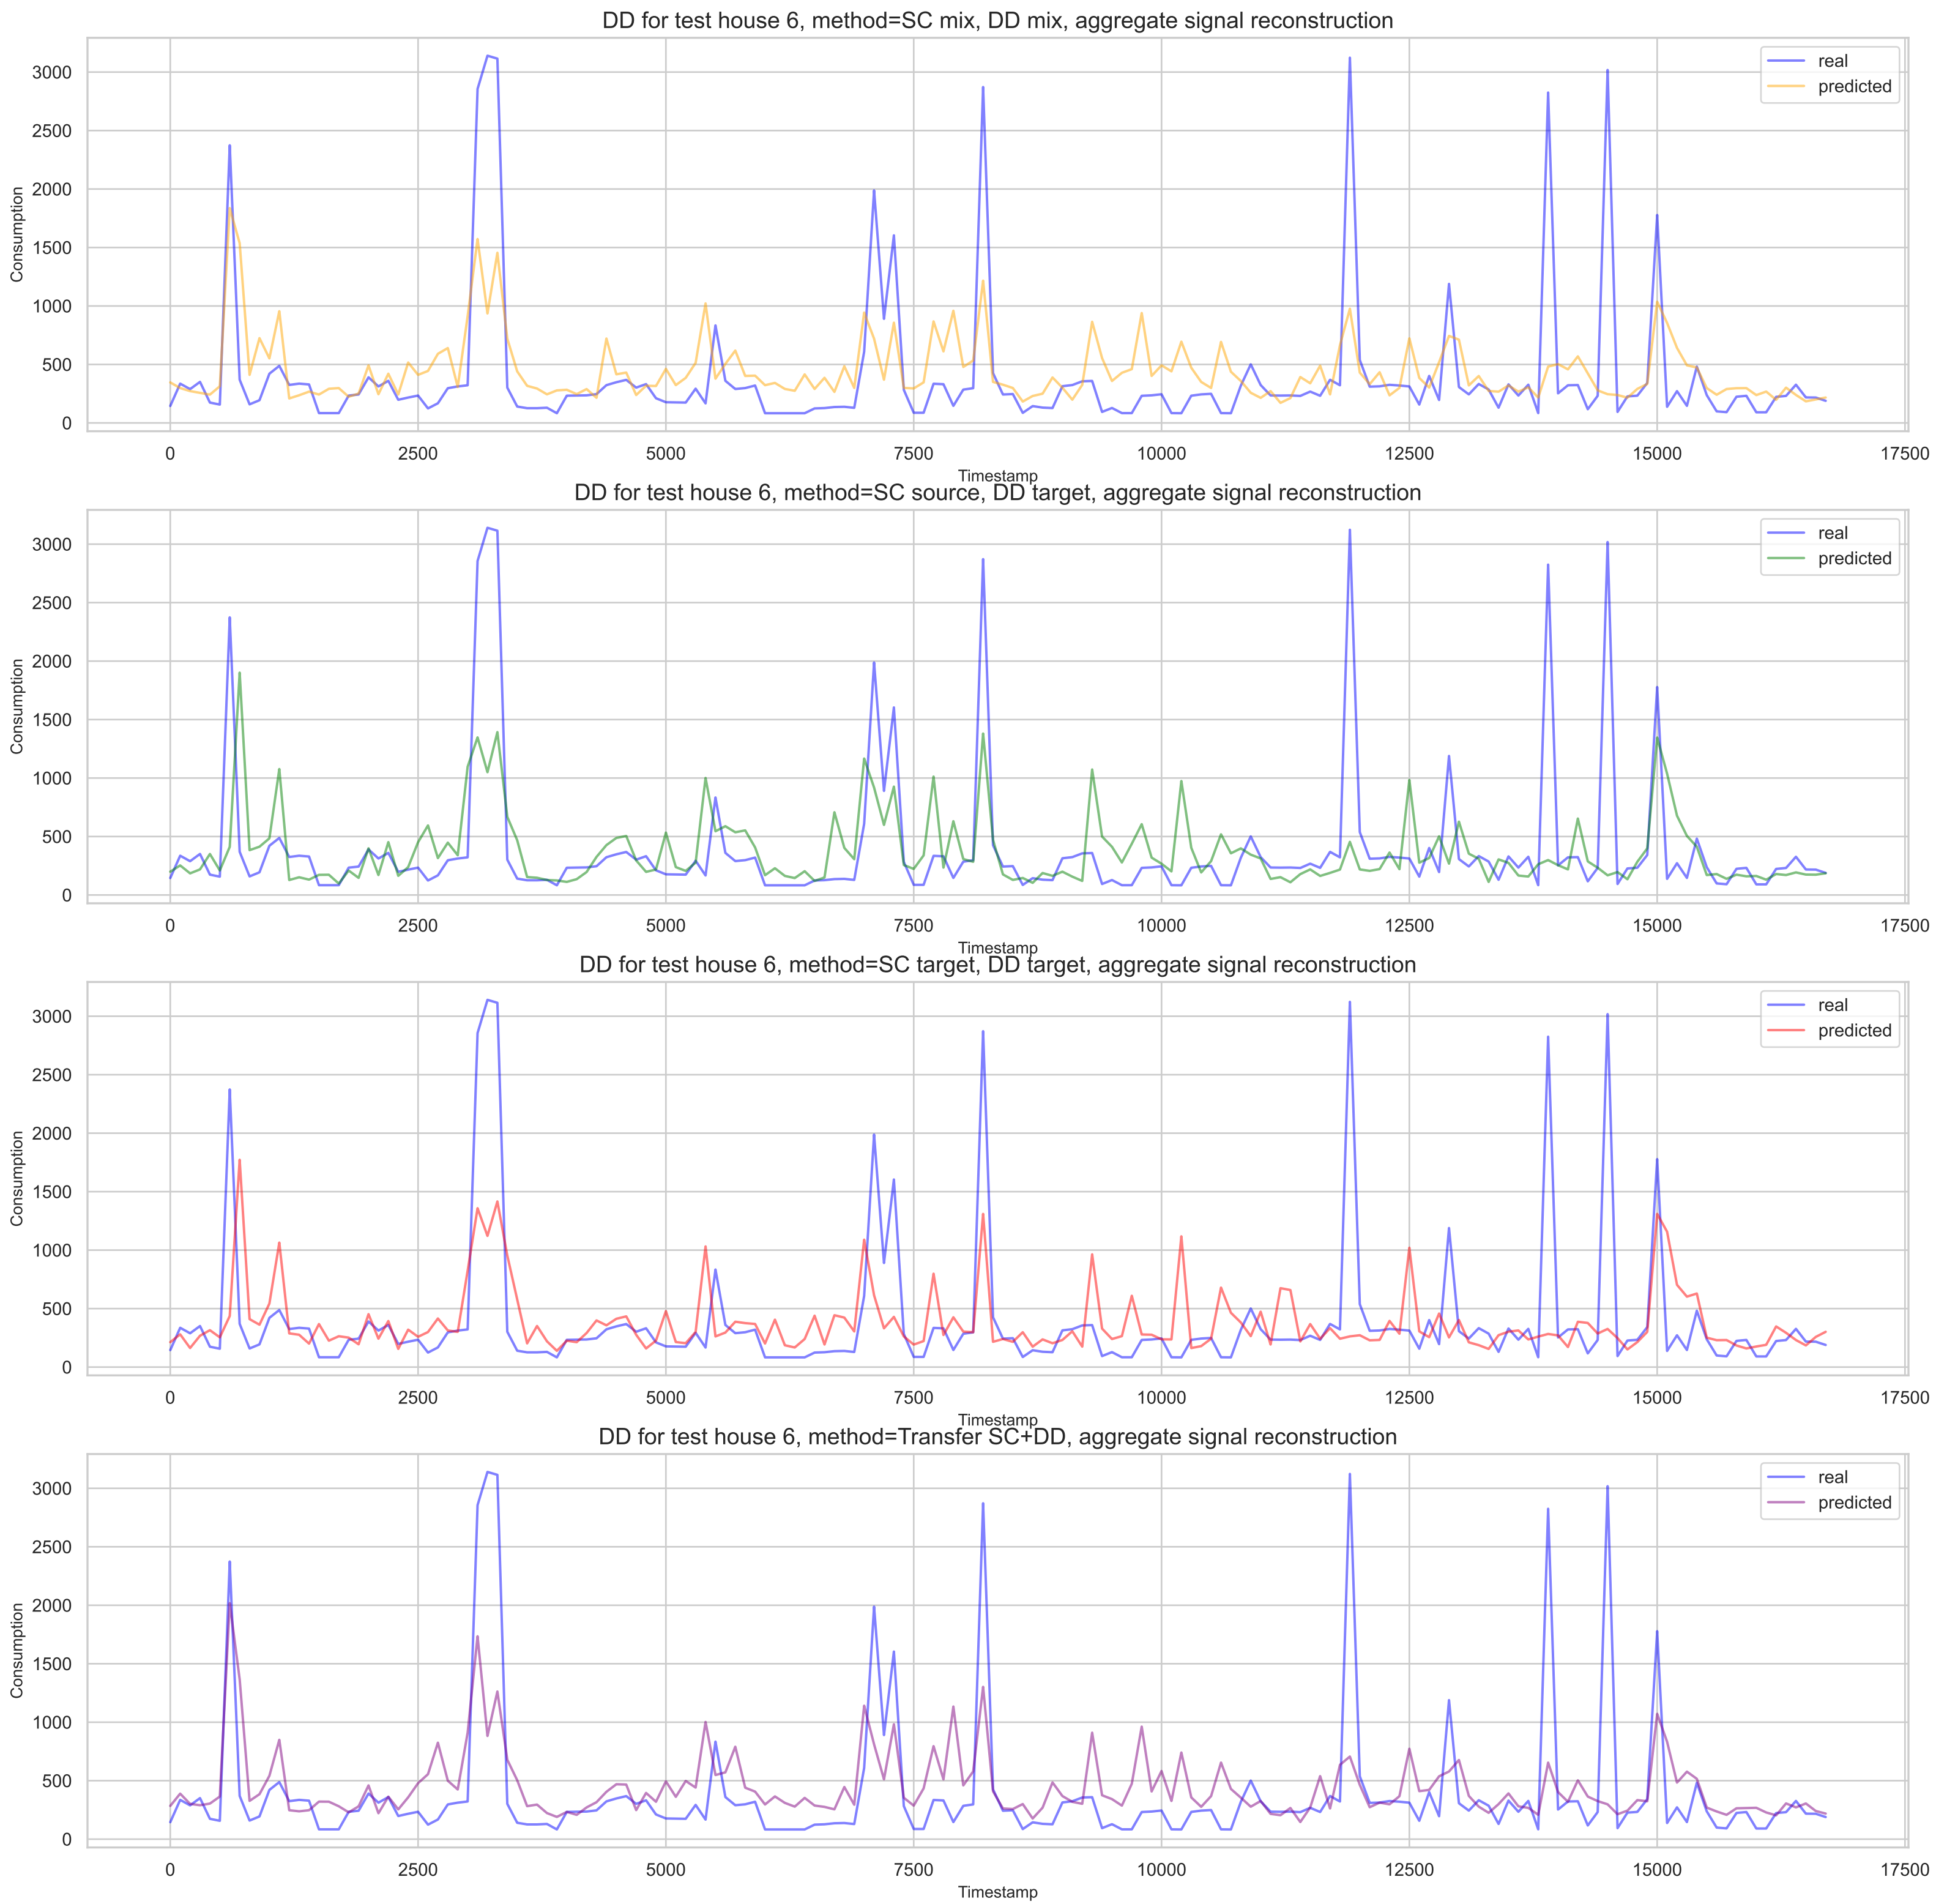 DD for test house 6, method=SC mix, DD mix, aggregate signal reconstruction
real
predicted
Consumption
3000
2500
2000
1500
1000
500
0
0 2500 5000 7500 10000 12500 15000 17500
Timestamp
DD for test house 6, method=SC source, DD target, aggregate signal reconstruction
real
predicted
Consumption
3000
2500
2000
1500
1000
500
0
0 2500 5000 7500 10000 12500 15000 17500
Timestamp
DD for test house 6, method=SC target, DD target, aggregate signal reconstruction
real
predicted
Consumption
3000
2500
2000
1500
1000
500
0
0 2500 5000 7500 10000 12500 15000 17500
Timestamp
DD for test house 6, method=Transfer SC+DD, aggregate signal reconstruction
real
predicted
Consumption
3000
2500
2000
1500
1000
500
0
0 2500 5000 7500 10000 12500 15000 17500
Timestamp